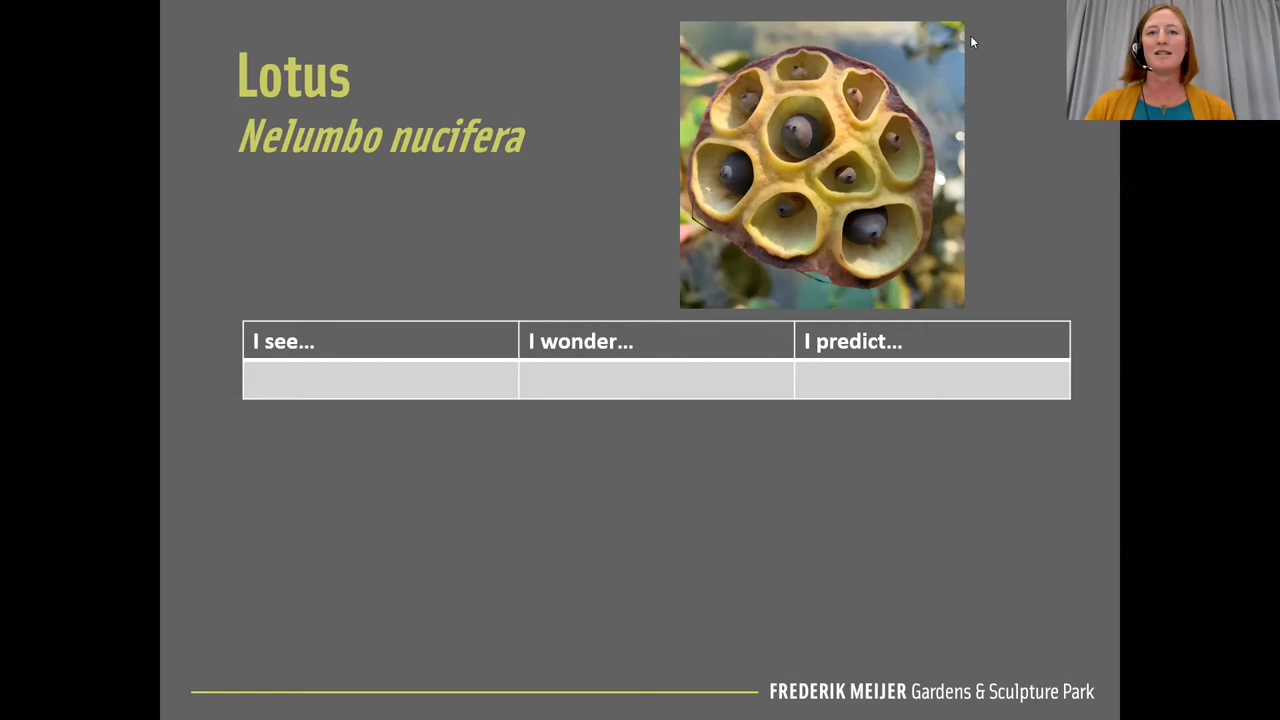 Lotus
Nelumbo nucifera
I see... I wonder... I predict...
FREDERIK MEIJER Gardens & Sculpture Park